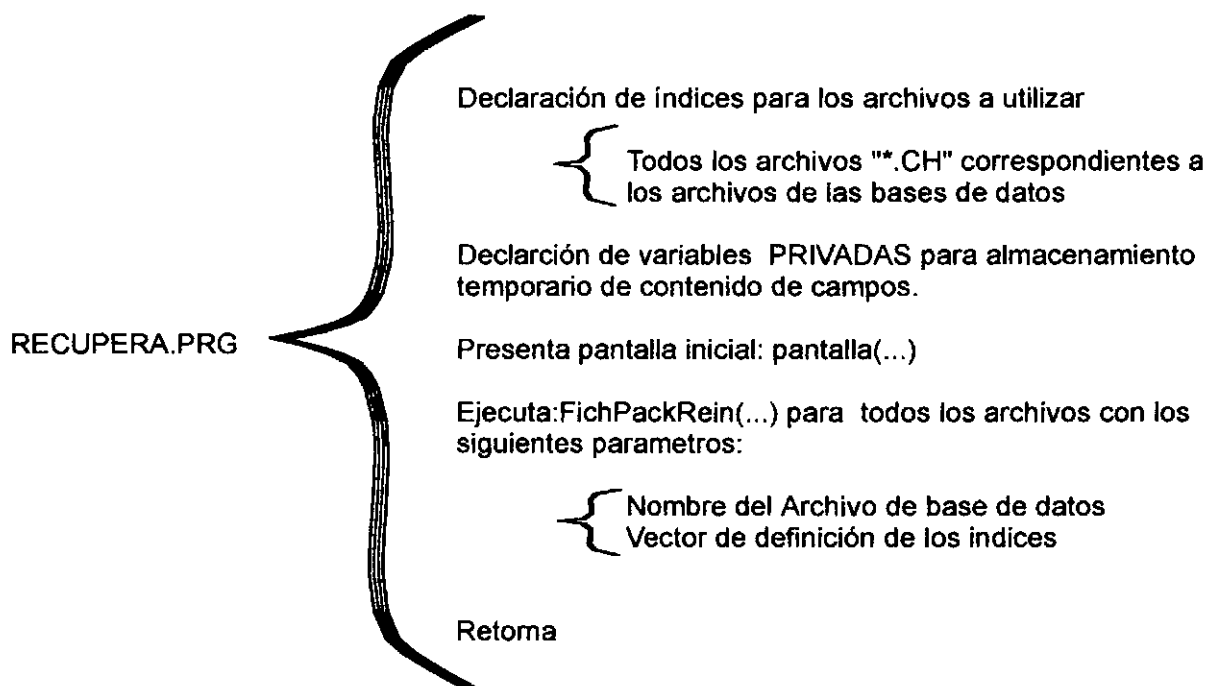 Declaración de índices para los archivos a utilizar
Todos los archivos "*.CH" correspondientes a
los archivos de las bases de datos
Declarción de variables PRIVADAS para almacenamiento
temporario de contenido de campos.
RECUPERA.PRG
Presenta pantalla inicial: pantalla(...)
Ejecuta:FichPackRein(...) para todos los archivos con los
siguientes parametros:
Nombre del Archivo de base de datos
Vector de definición de los indices
Retorna